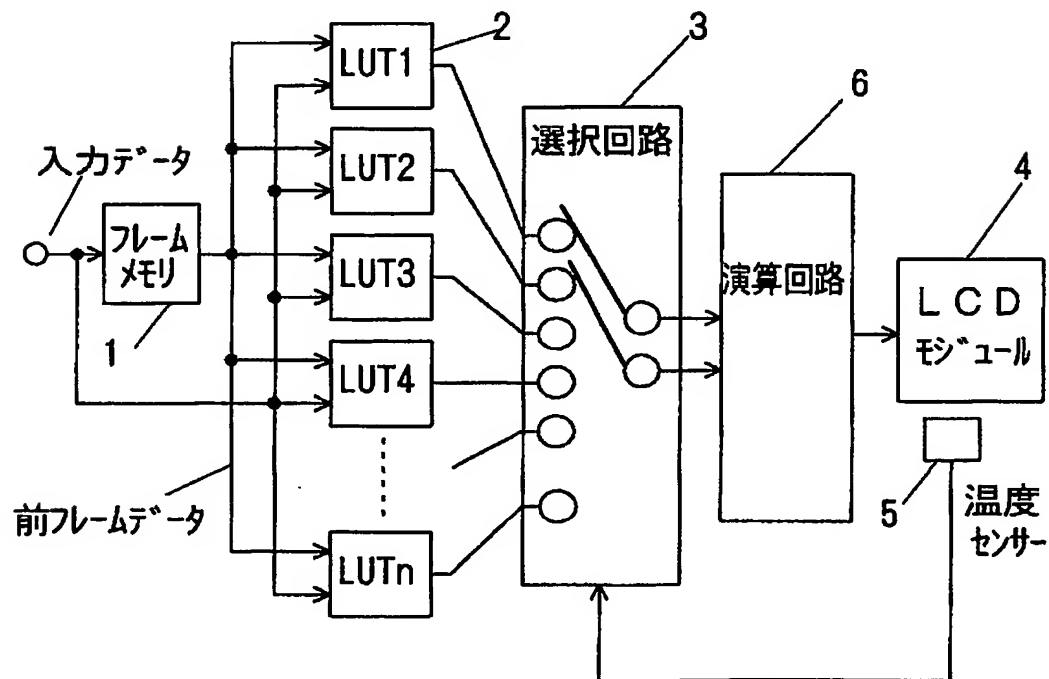 2
3
LUT1
6
選択回路
入力データ
LUT2
4
フレーム
メモリ
LUT3
演算回路
LCD
モジュール
1
LUT4
前フレームデータ
5
温度
センサー
LUTn